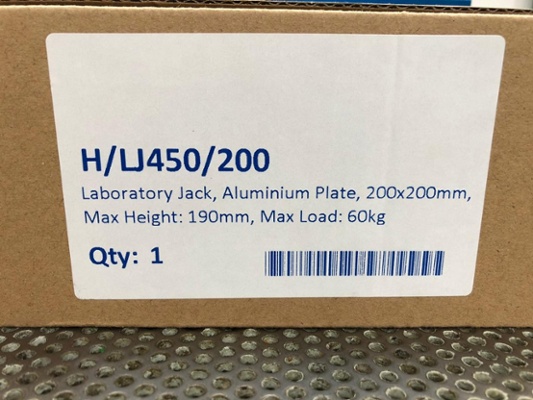 H/LJ450/200
Laboratory Jack, Aluminium Plate, 200x200mm,
Max Height: 190mm, Max Load: 60kg
Qty: 1